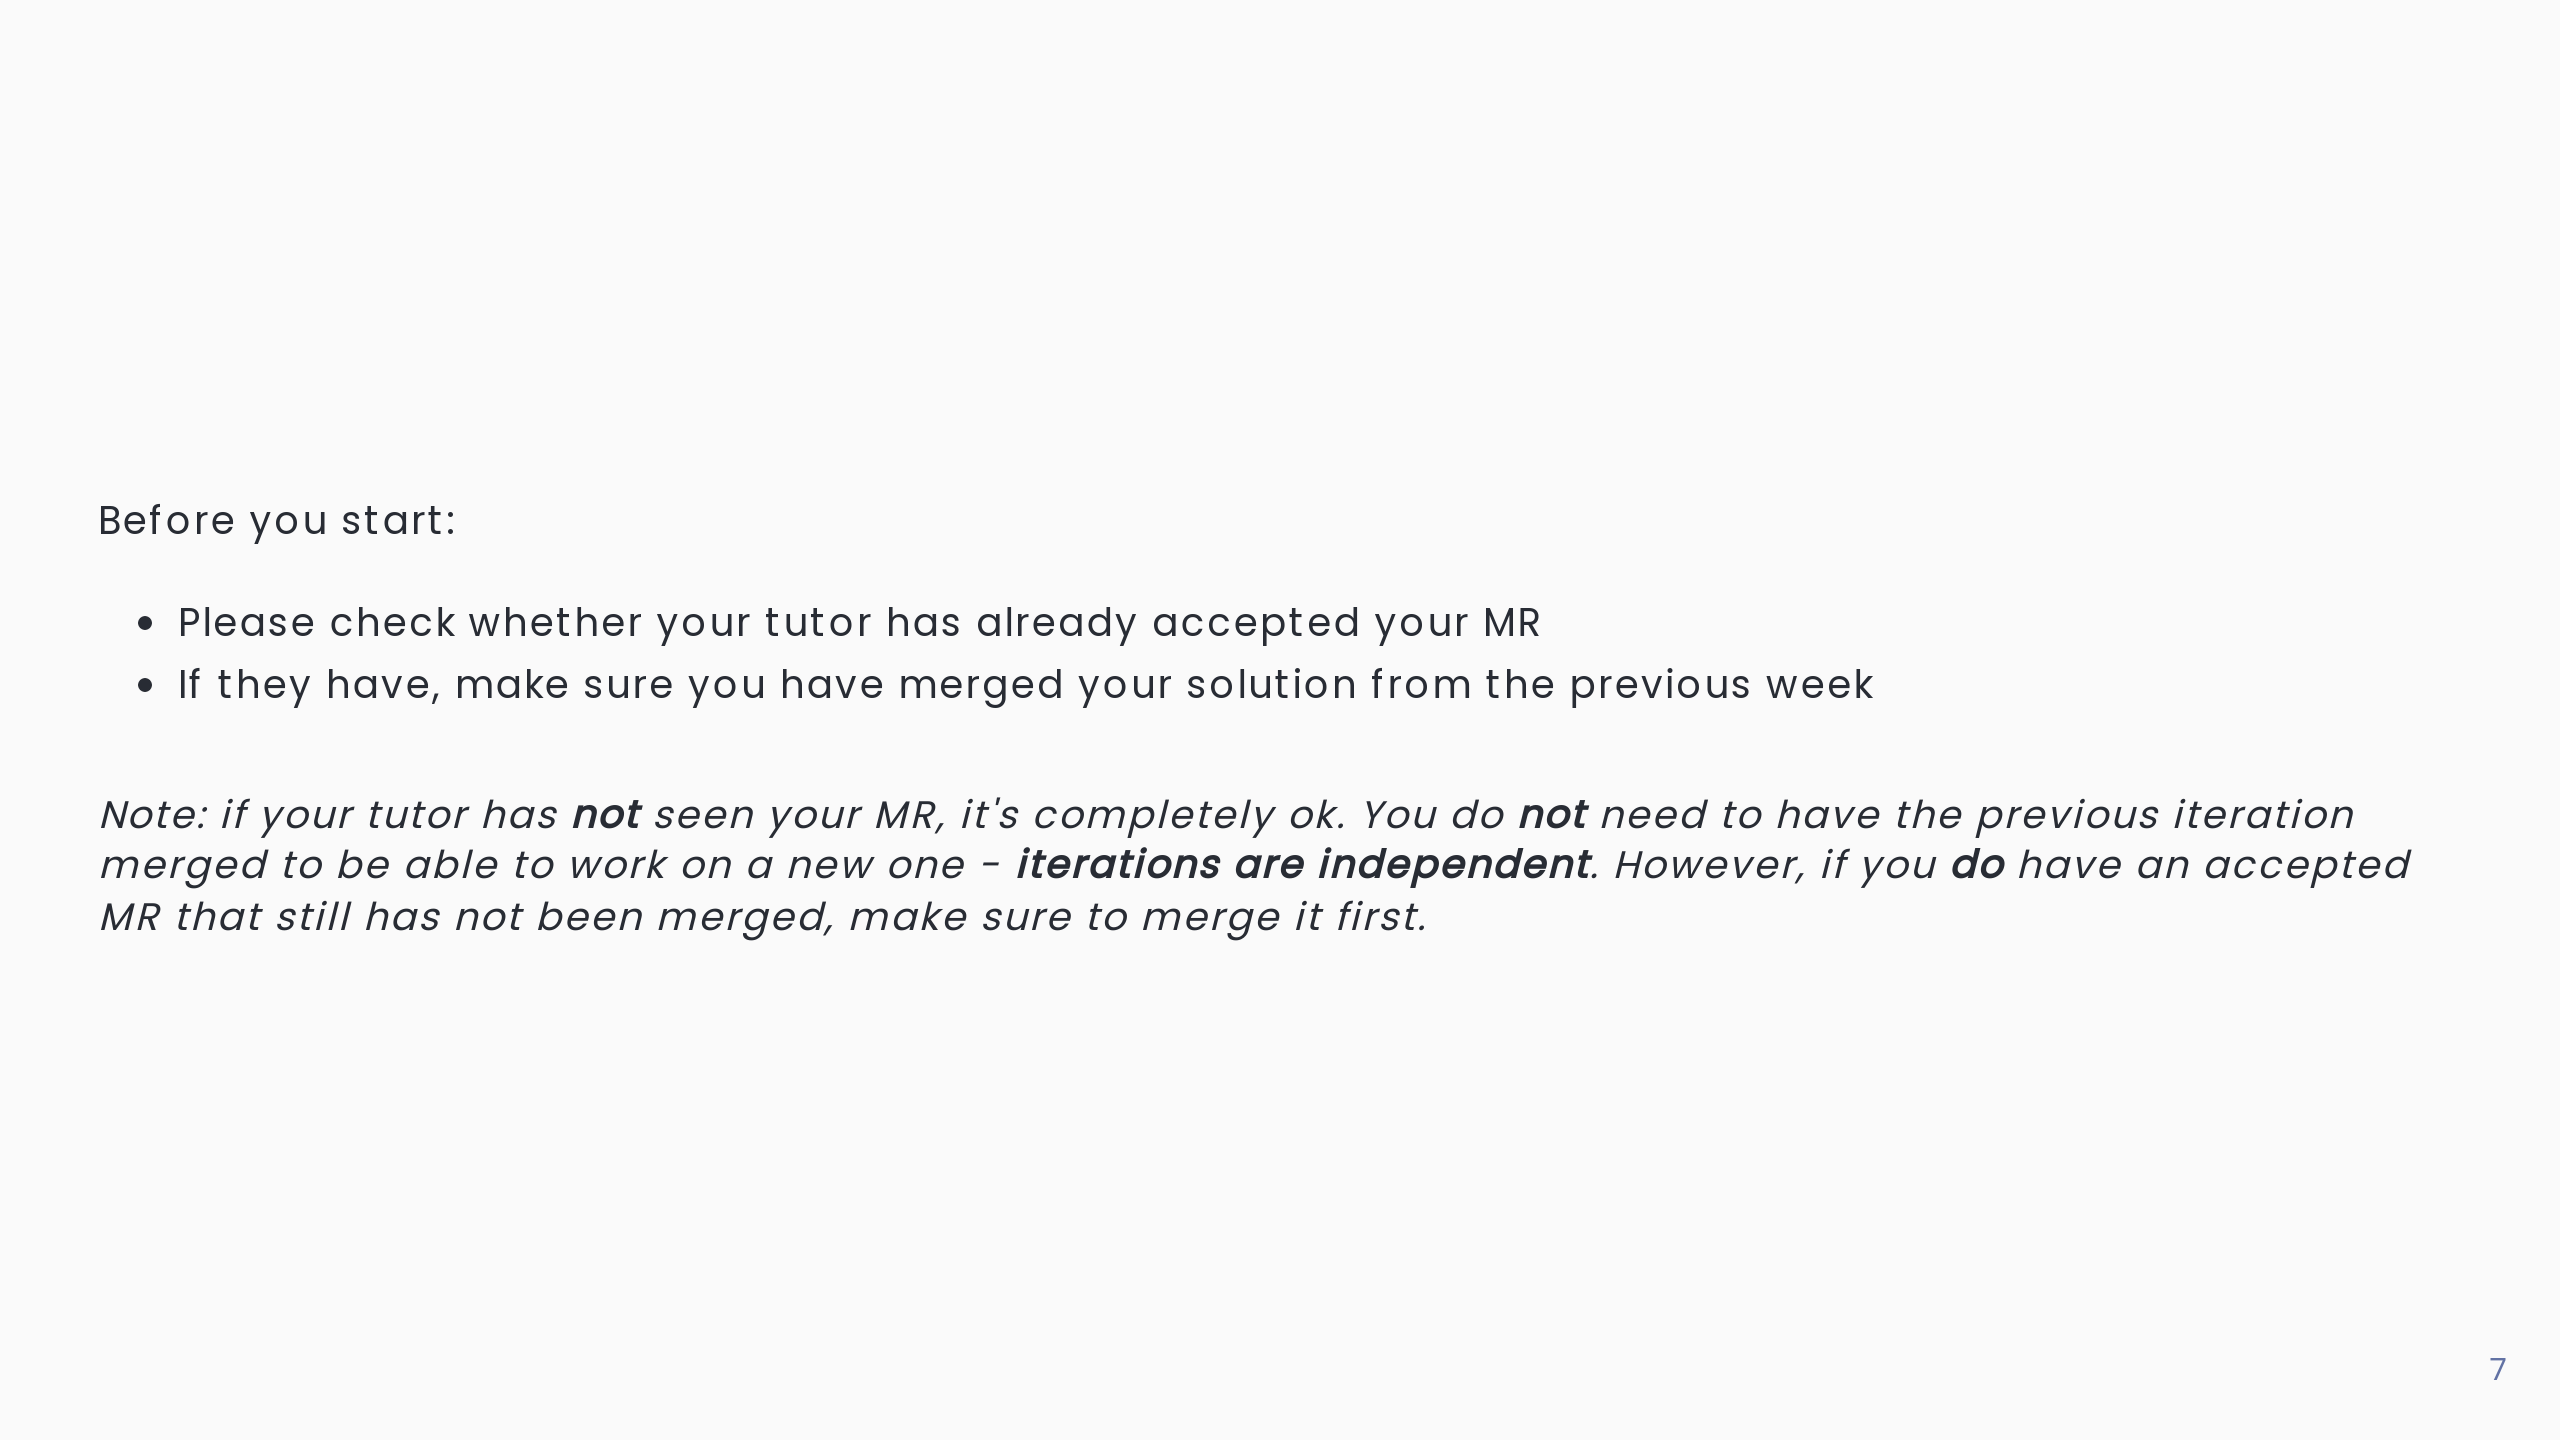 Before you start:
• Please check whether your tutor has already accepted your MR
• If they have, make sure you have merged your solution from the previous week
Note: if your tutor has not seen your MR, it's completely ok. You do not need to have the previous iteration
merged to be able to work on a new one - iterations are independent. However, if you do have an accepted
MR that still has not been merged, make sure to merge it first.
7